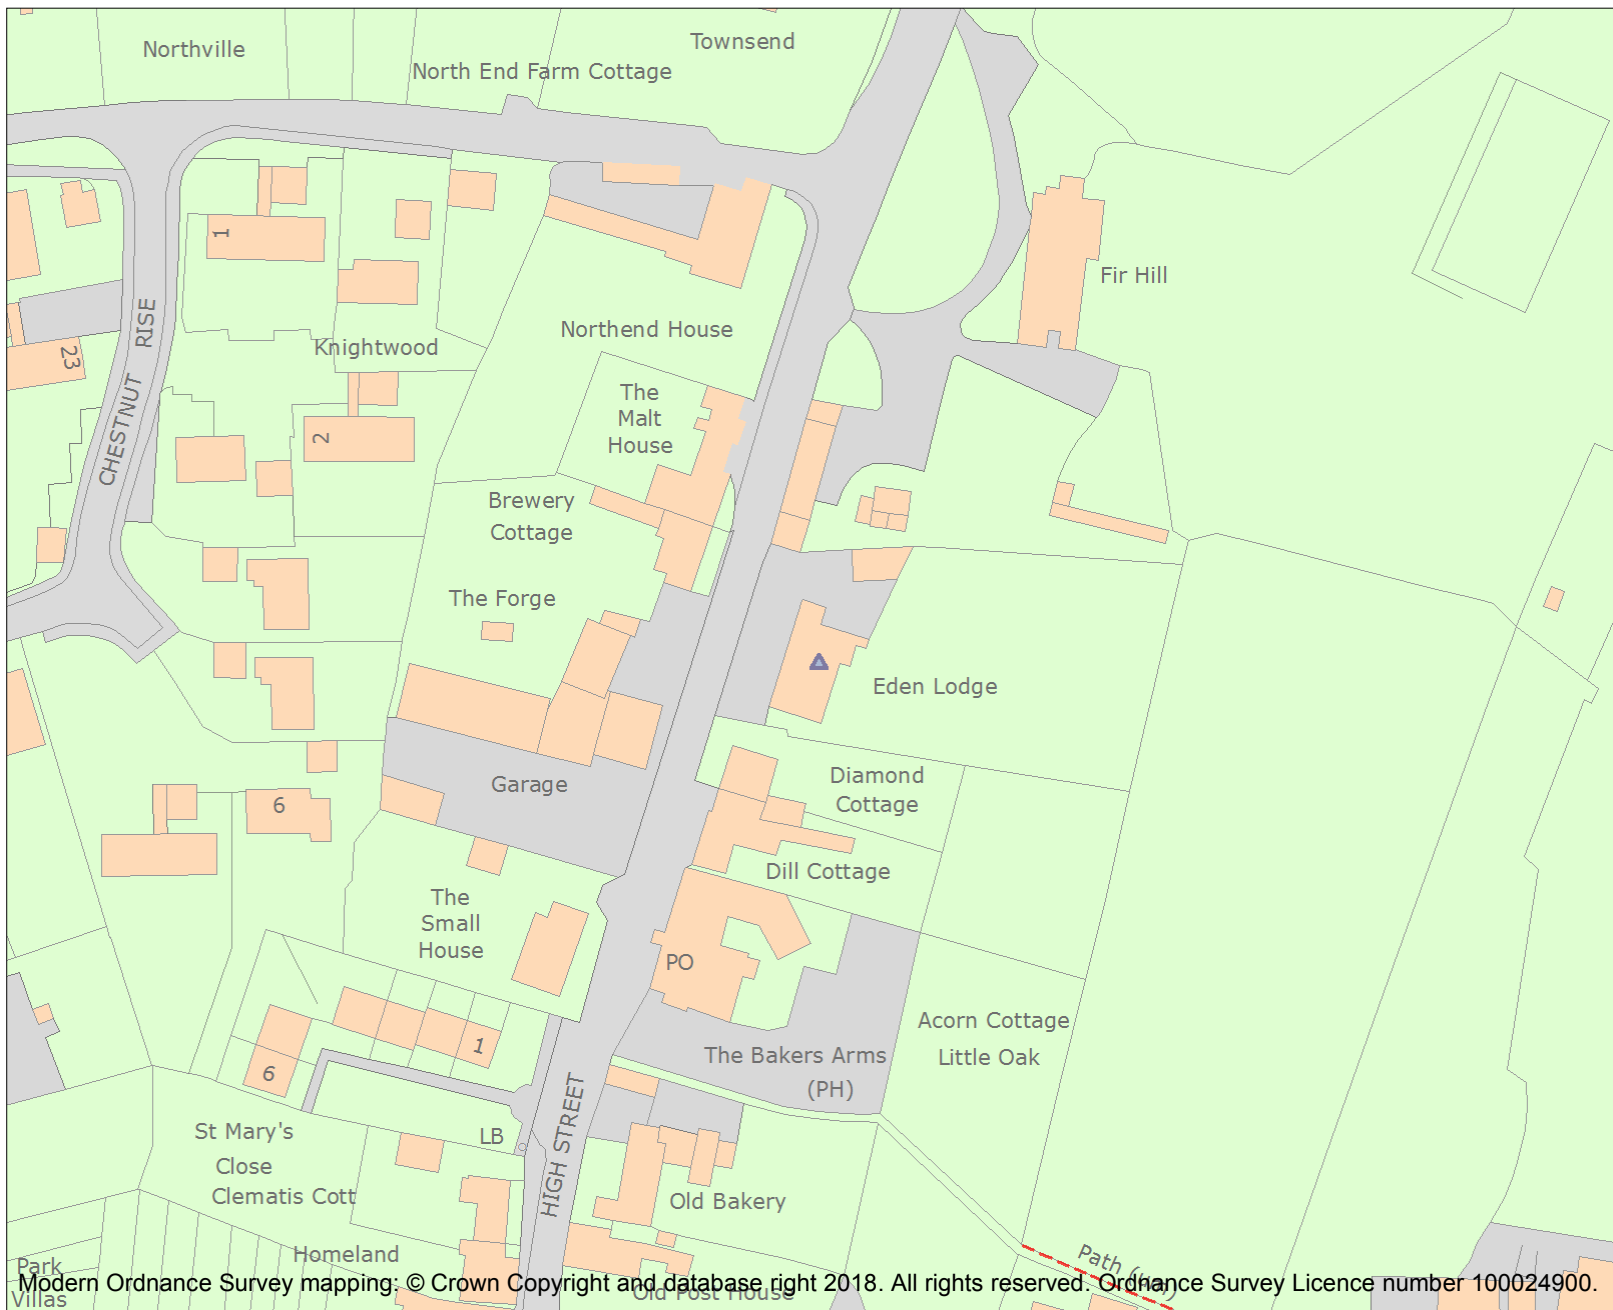 Townsend
Northville
North End Farm Cottage
1
Fir Hill
CHESTNUT RISE
Northend House
Knightwood
23
The
Malt
House
2
Brewery
Cottage
The Forge
Eden Lodge
Garage
Diamond
Cottage
6
Dill Cottage
The
Small
House
PO
Acorn Cottage
Little Oak
1
The Bakers Arms
(PH)
6
St Mary's
Close
LB
HIGH STREET
Clematis Cott
Old Bakery
Homeland
Park
Villas
Path
Old Post House
Modern Ordnance Survey mapping: © Crown Copyright and database right 2018. All rights reserved. Ordnance Survey Licence number 100024900.